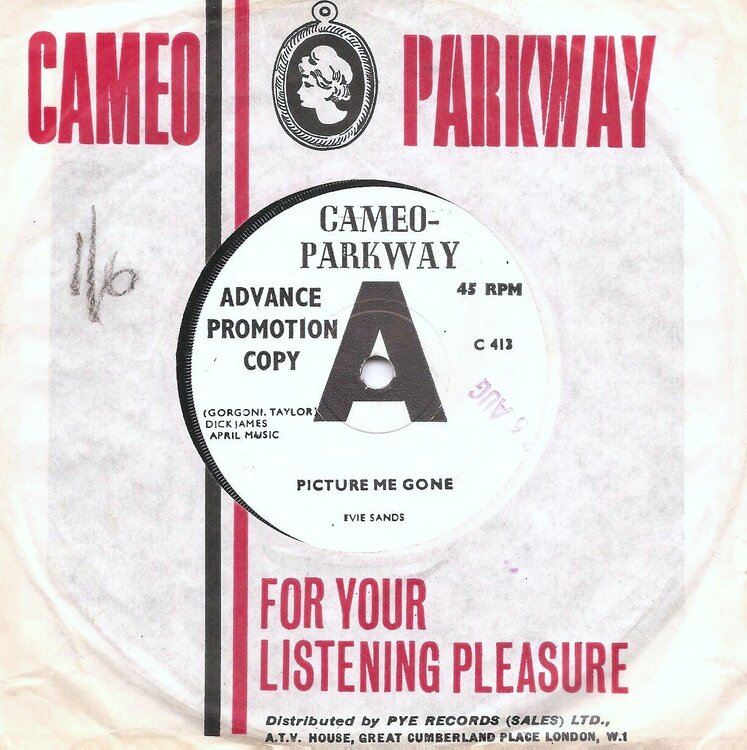 CAMEO PARKWAY
11/6
CAMEO-
PARKWAY
ADVANCE
PROMOTION
COPY
A
45 RPM
C 413
5 AUG
(GORGONI. TAYLOR)
DICK JAMES
APRIL MUSIC
PICTURE ME GONE
EVIE SANDS
FOR YOUR
LISTENING PLEASURE
Distributed by PYE RECORDS (SALES) LTD.,
A.T.V. HOUSE, GREAT CUMBERLAND PLACE LONDON, W.1